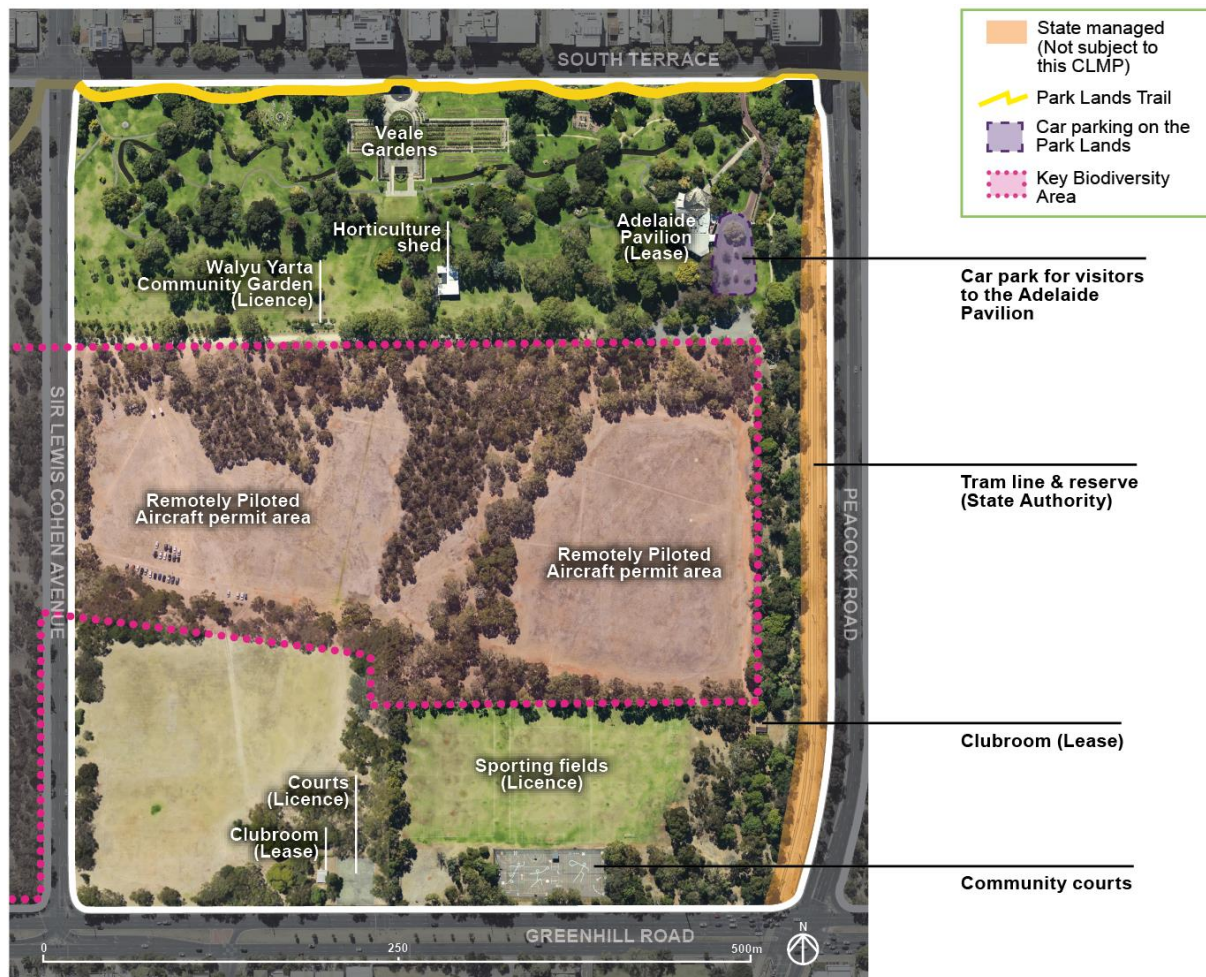 SOUTH TERRACE
Veale
Gardens
Horticulture
shed
Adelaide
Pavilion
(Lease)
Walyu Yarta
Community Garden
(Licence)
SIR LEWIS COHEN AVENUE
PEACOCK ROAD
Remotely Piloted
Aircraft permit area
Remotely Piloted
Aircraft permit area
Sporting fields
(Licence)
Courts
(Licence)
Clubroom
(Lease)
GREENHILL ROAD
0
250
500m
N
State managed
(Not subject to
this CLMP)
Park Lands Trail
Car parking on the
Park Lands
Key Biodiversity
Area
Car park for visitors
to the Adelaide
Pavilion
Tram line & reserve
(State Authority)
Clubroom (Lease)
Community courts